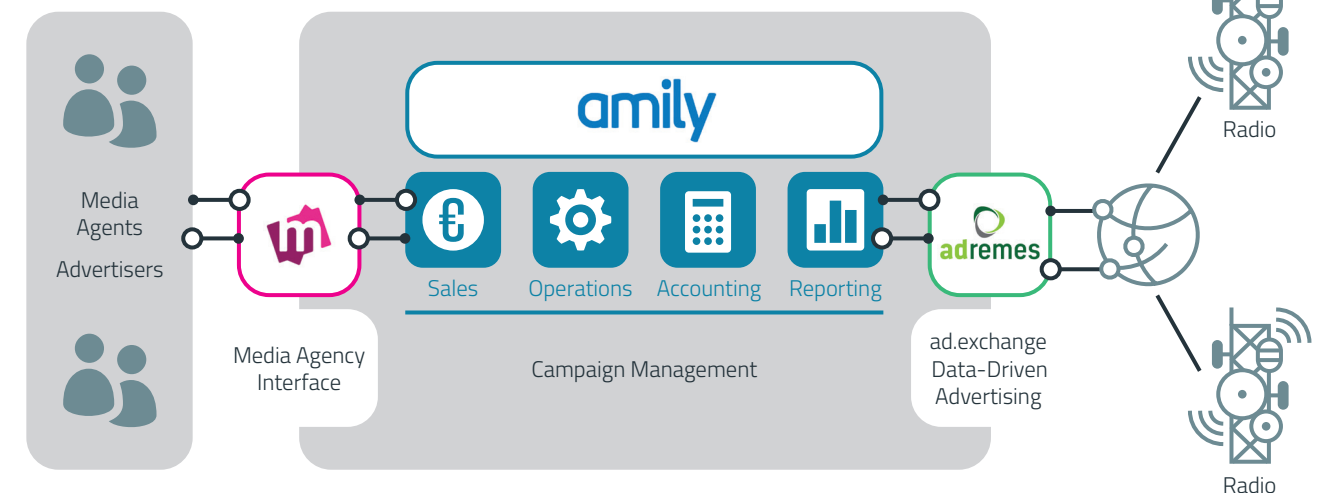 Media
Agents
Advertisers
m
Media Agency
Interface
amily
€
Sales
Operations
Accounting
Reporting
Campaign Management
adremes
ad.exchange
Data-Driven
Advertising
Radio
Radio